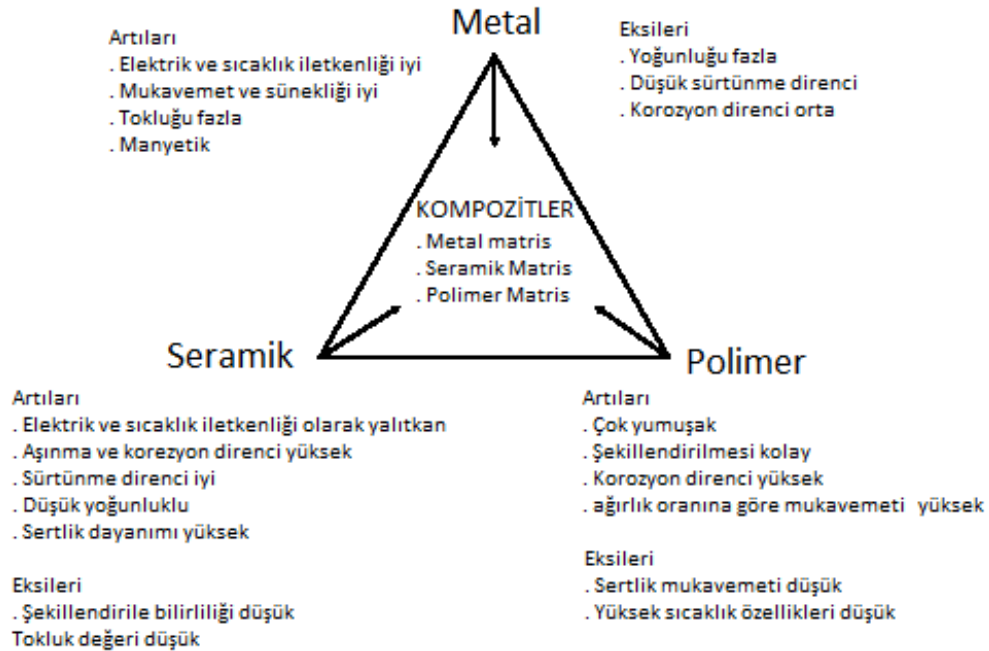 Metal
Artıları
. Elektrik ve sıcaklık iletkenliği iyi
. Mukavemet ve sünekliği iyi
. Tokluğu fazla
. Manyetik
Eksileri
. Yoğunluğu fazla
. Düşük sürtünme direnci
. Korozyon direnci orta
KOMPOZİTLER
. Metal matris
. Seramik Matris
. Polimer Matris
Seramik
Artıları
. Elektrik ve sıcaklık iletkenliği olarak yalıtkan
. Aşınma ve korezyon direnci yüksek
. Sürtünme direnci iyi
. Düşük yoğunluklu
. Sertlik dayanımı yüksek
Eksileri
. Şekillendirile bilirliliği düşük
Tokluk değeri düşük
Polimer
Artıları
. Çok yumuşak
. Şekillendirilmesi kolay
. Korozyon direnci yüksek
. ağırlık oranına göre mukavemeti yüksek
Eksileri
. Sertlik mukavemeti düşük
. Yüksek sıcaklık özellikleri düşük